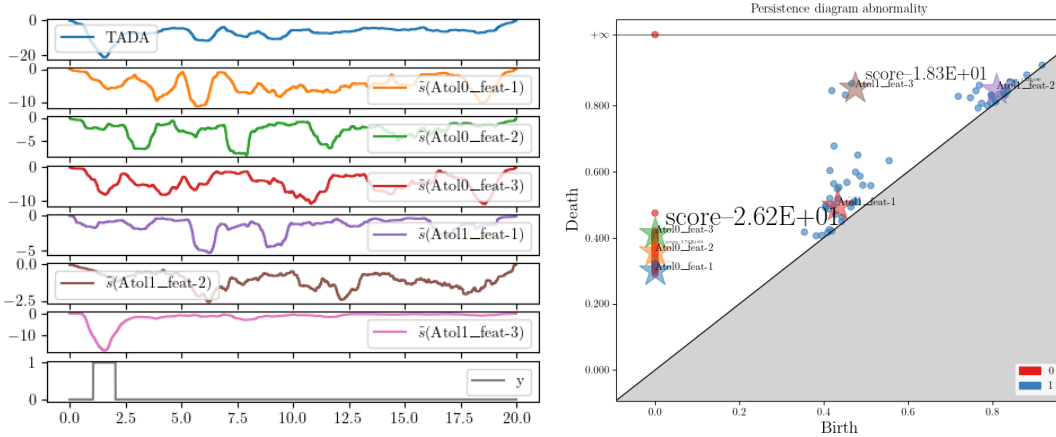 0
−10
−20
TADA
0
−10
s̄(Atol0_feat-1)
−5
s̄(Atol0_feat-2)
0
−10
s̄(Atol0_feat-3)
0
−5
s̄(Atol1_feat-1)
0.0
−2.5
s̄(Atol1_feat-2)
0
−10
s̄(Atol1_feat-3)
1
0
y
0.0 2.5 5.0 7.5 10.0 12.5 15.0 17.5 20.0
Persistence diagram abnormality
+∞
0.800
0.600
0.400
0.200
0.000
Death
score–1.83E+01
Atol1_feat-3
Atol1_feat-2
Atol1_feat-1
score–2.62E+01
Atol0_feat-3
Atol0_feat-2
Atol0_feat-1
0
1
0.0 0.2 0.4 0.6 0.8
Birth